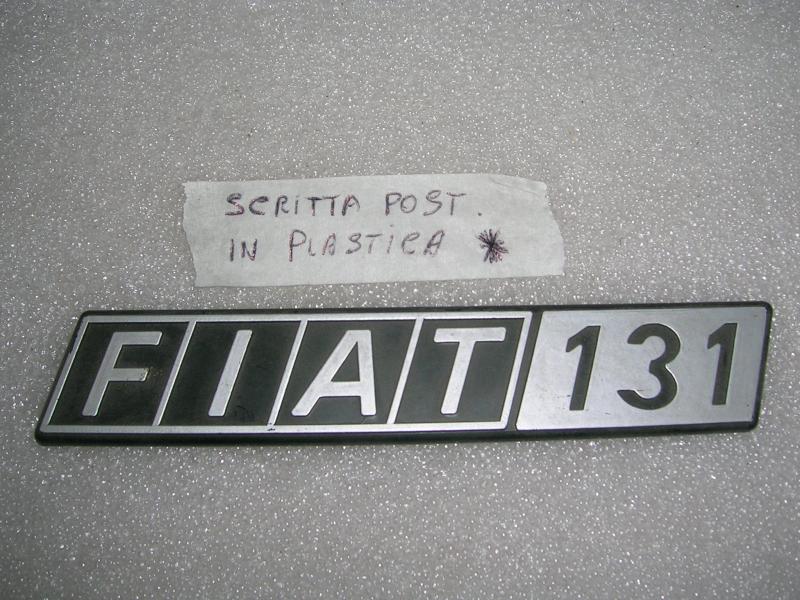 SCRITTA POST.
IN PLASTICA *
FIAT 131